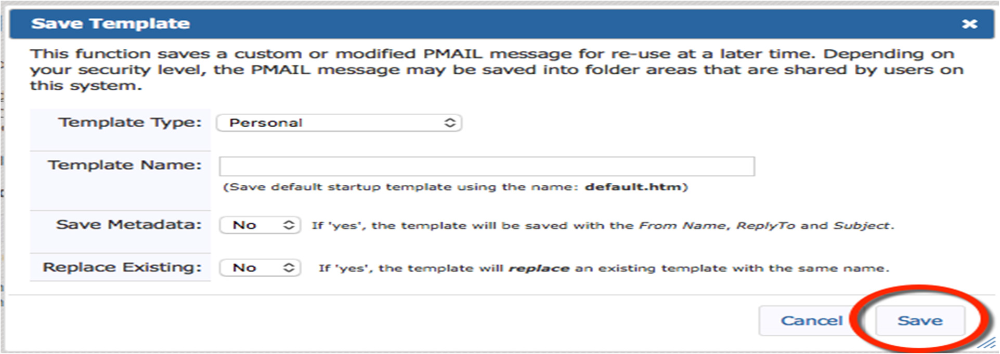 Save Template
This function saves a custom or modified PMAIL message for re-use at a later time. Depending on
your security level, the PMAIL message may be saved into folder areas that are shared by users on
this system.
Template Type: Personal
Template Name:
(Save default startup template using the name: default.htm)
Save Metadata: No If 'yes', the template will be saved with the From Name, ReplyTo and Subject.
Replace Existing: No If 'yes', the template will replace an existing template with the same name.
Cancel Save